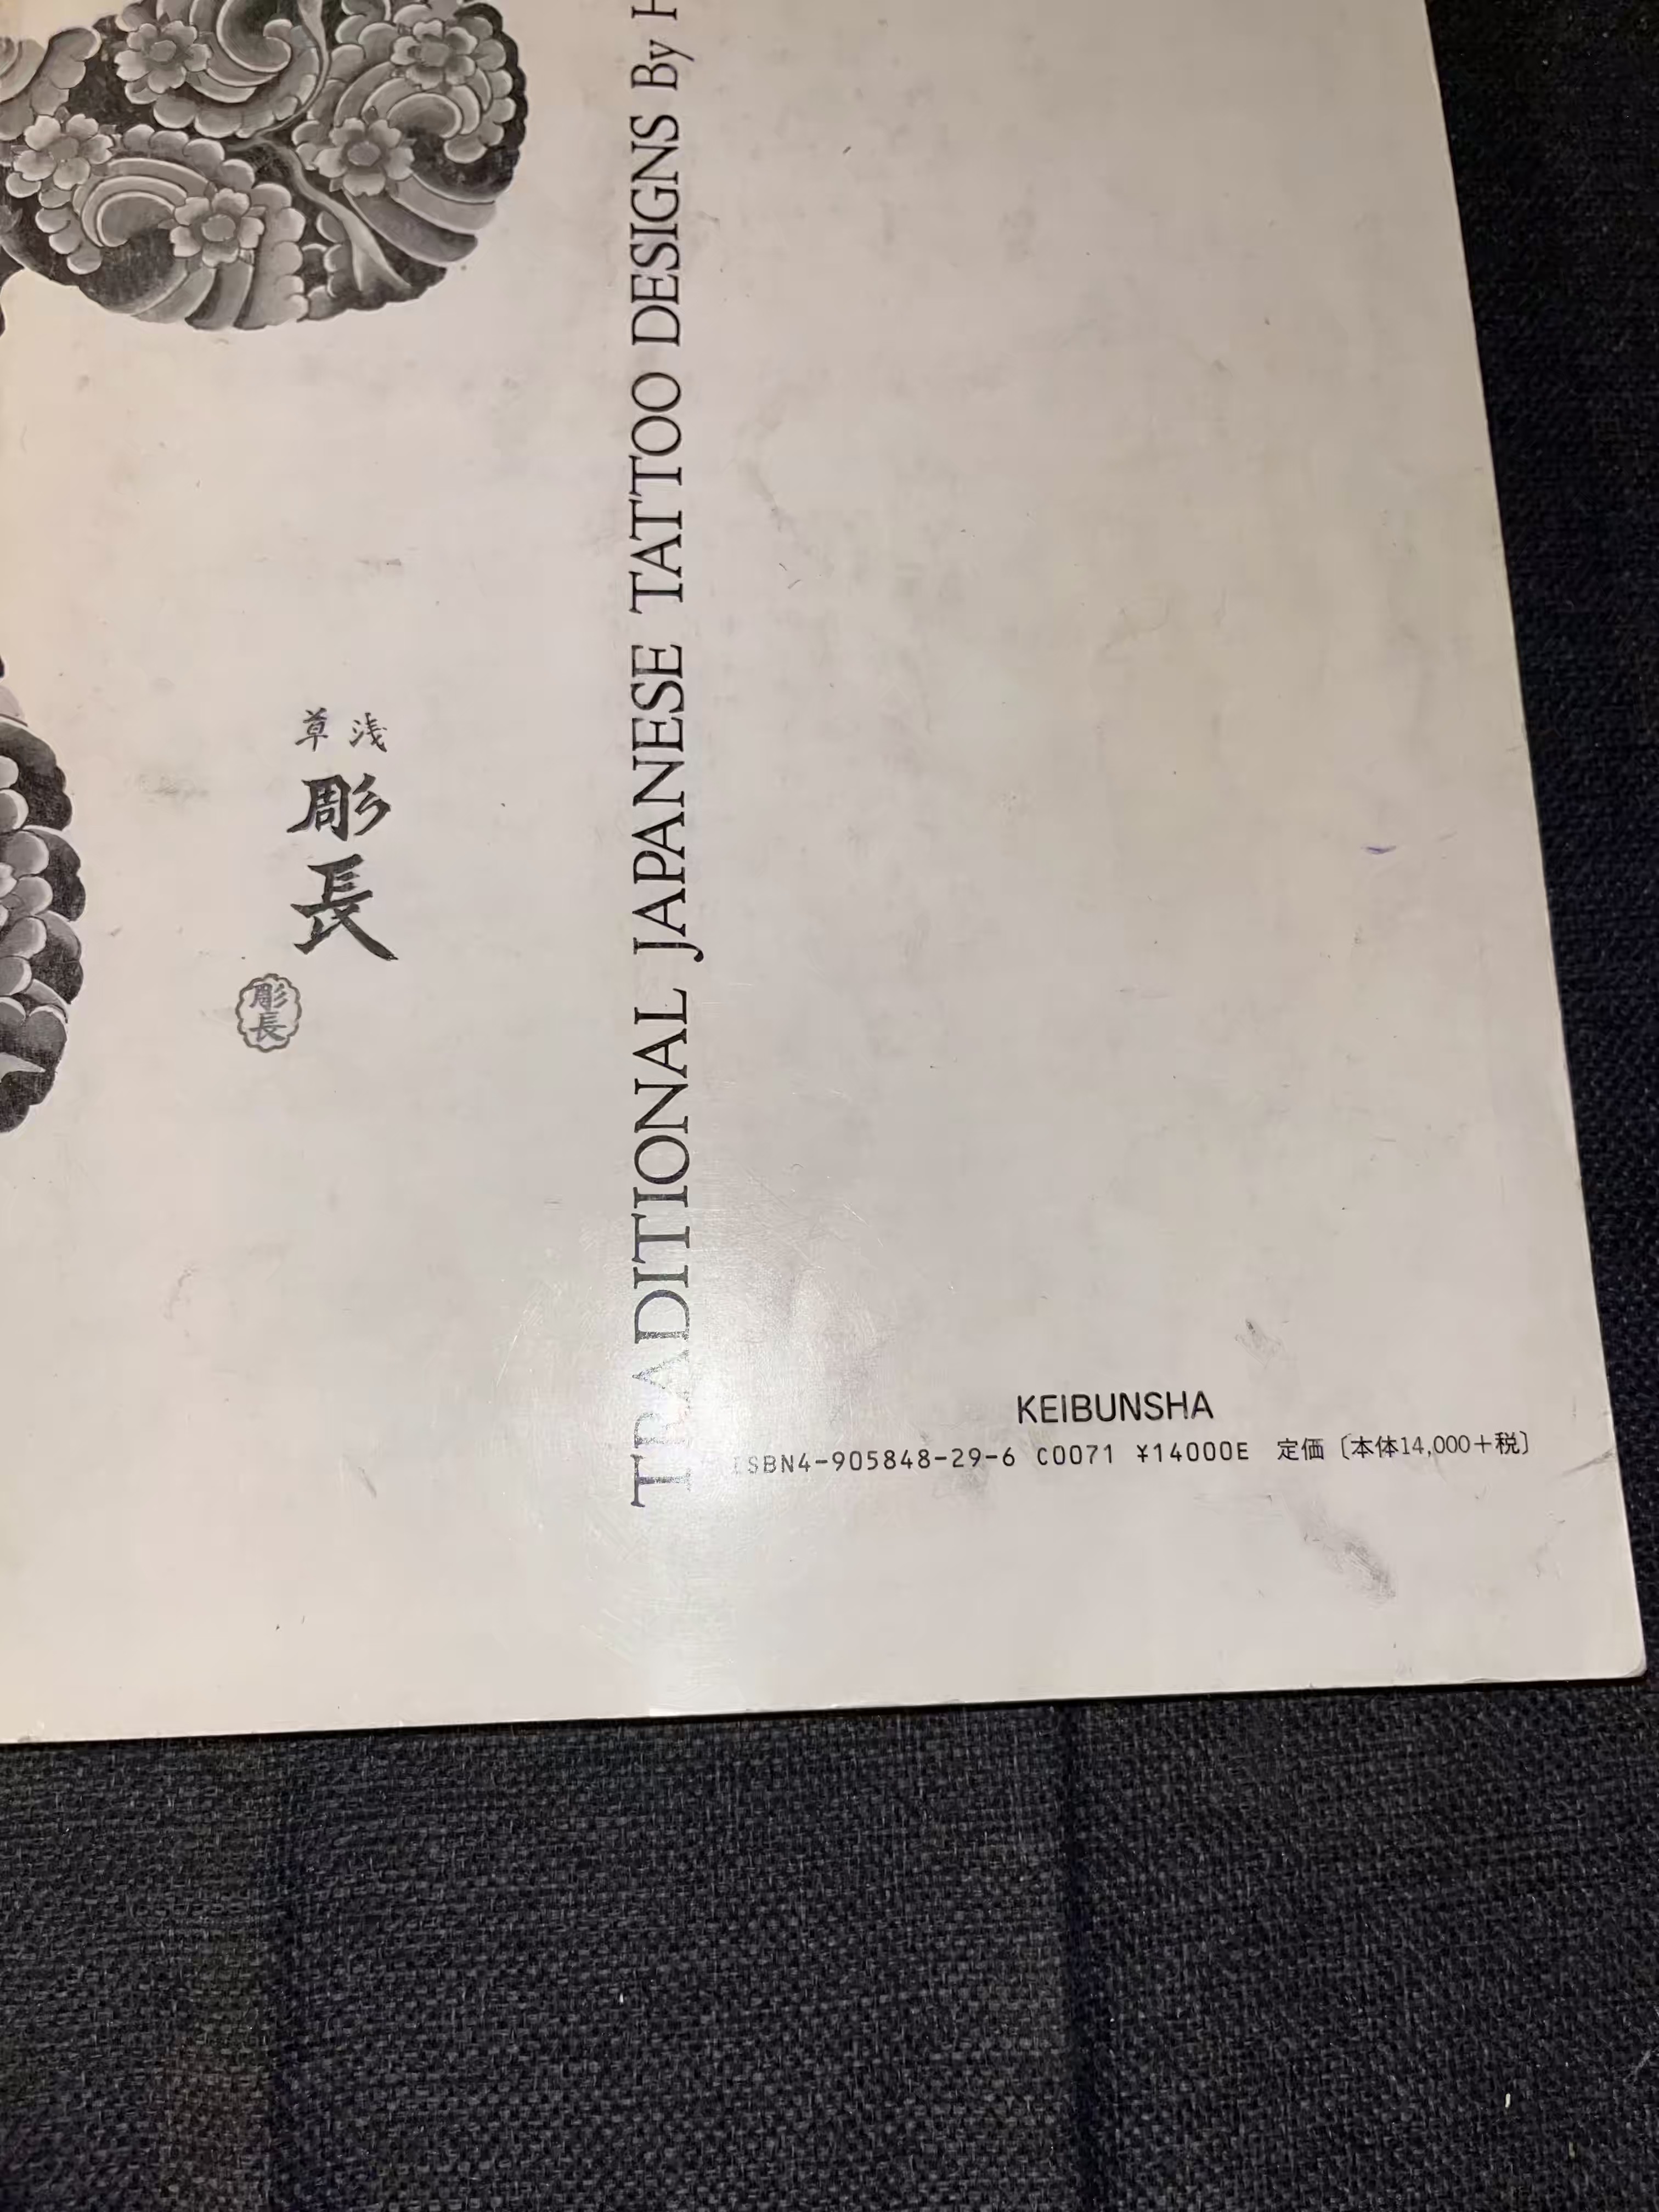 浅草
彫長
彫長
TRADITIONAL JAPANESE TATTOO DESIGNS By H
KEIBUNSHA
ISBN4-905848-29-6 C0071 ¥14000E 定価〔本体14,000+税〕